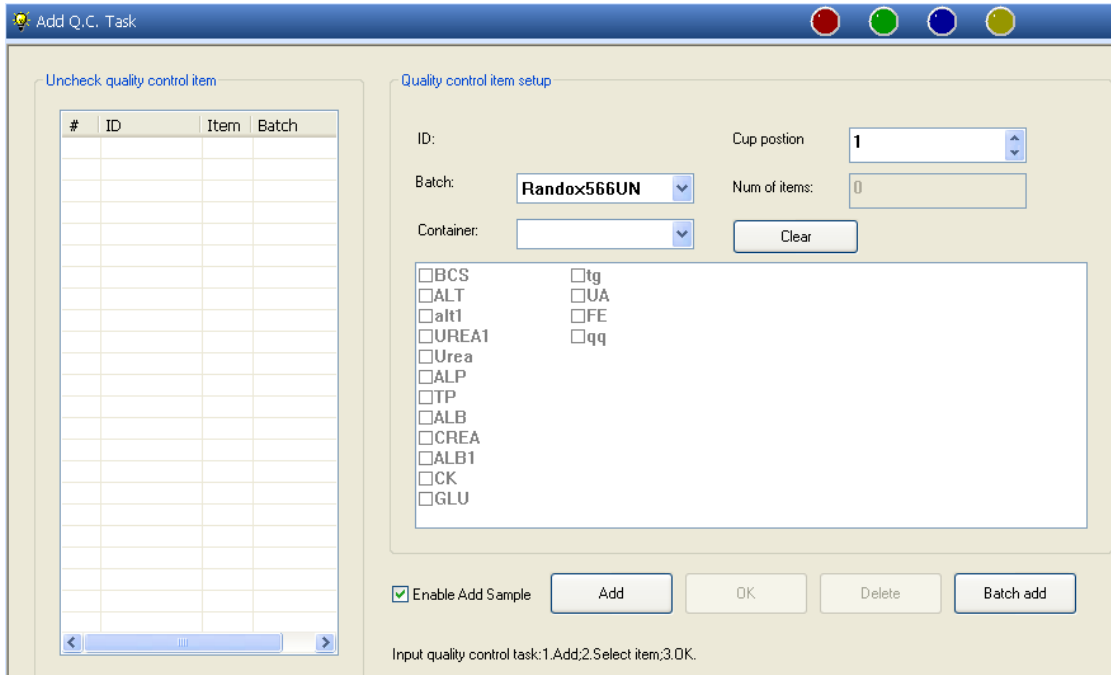 Add Q.C. Task
Uncheck quality control item
# ID Item Batch
Quality control item setup
ID:
Cup postion
1
Batch:
Randox566UN
Num of items:
0
Container:
Clear
BCS
ALT
alt1
UREA1
Urea
ALP
TP
ALB
CREA
ALB1
CK
GLU
tg
UA
FE
qq
Enable Add Sample
Add
OK
Delete
Batch add
Input quality control task:1.Add;2.Select item;3.OK.